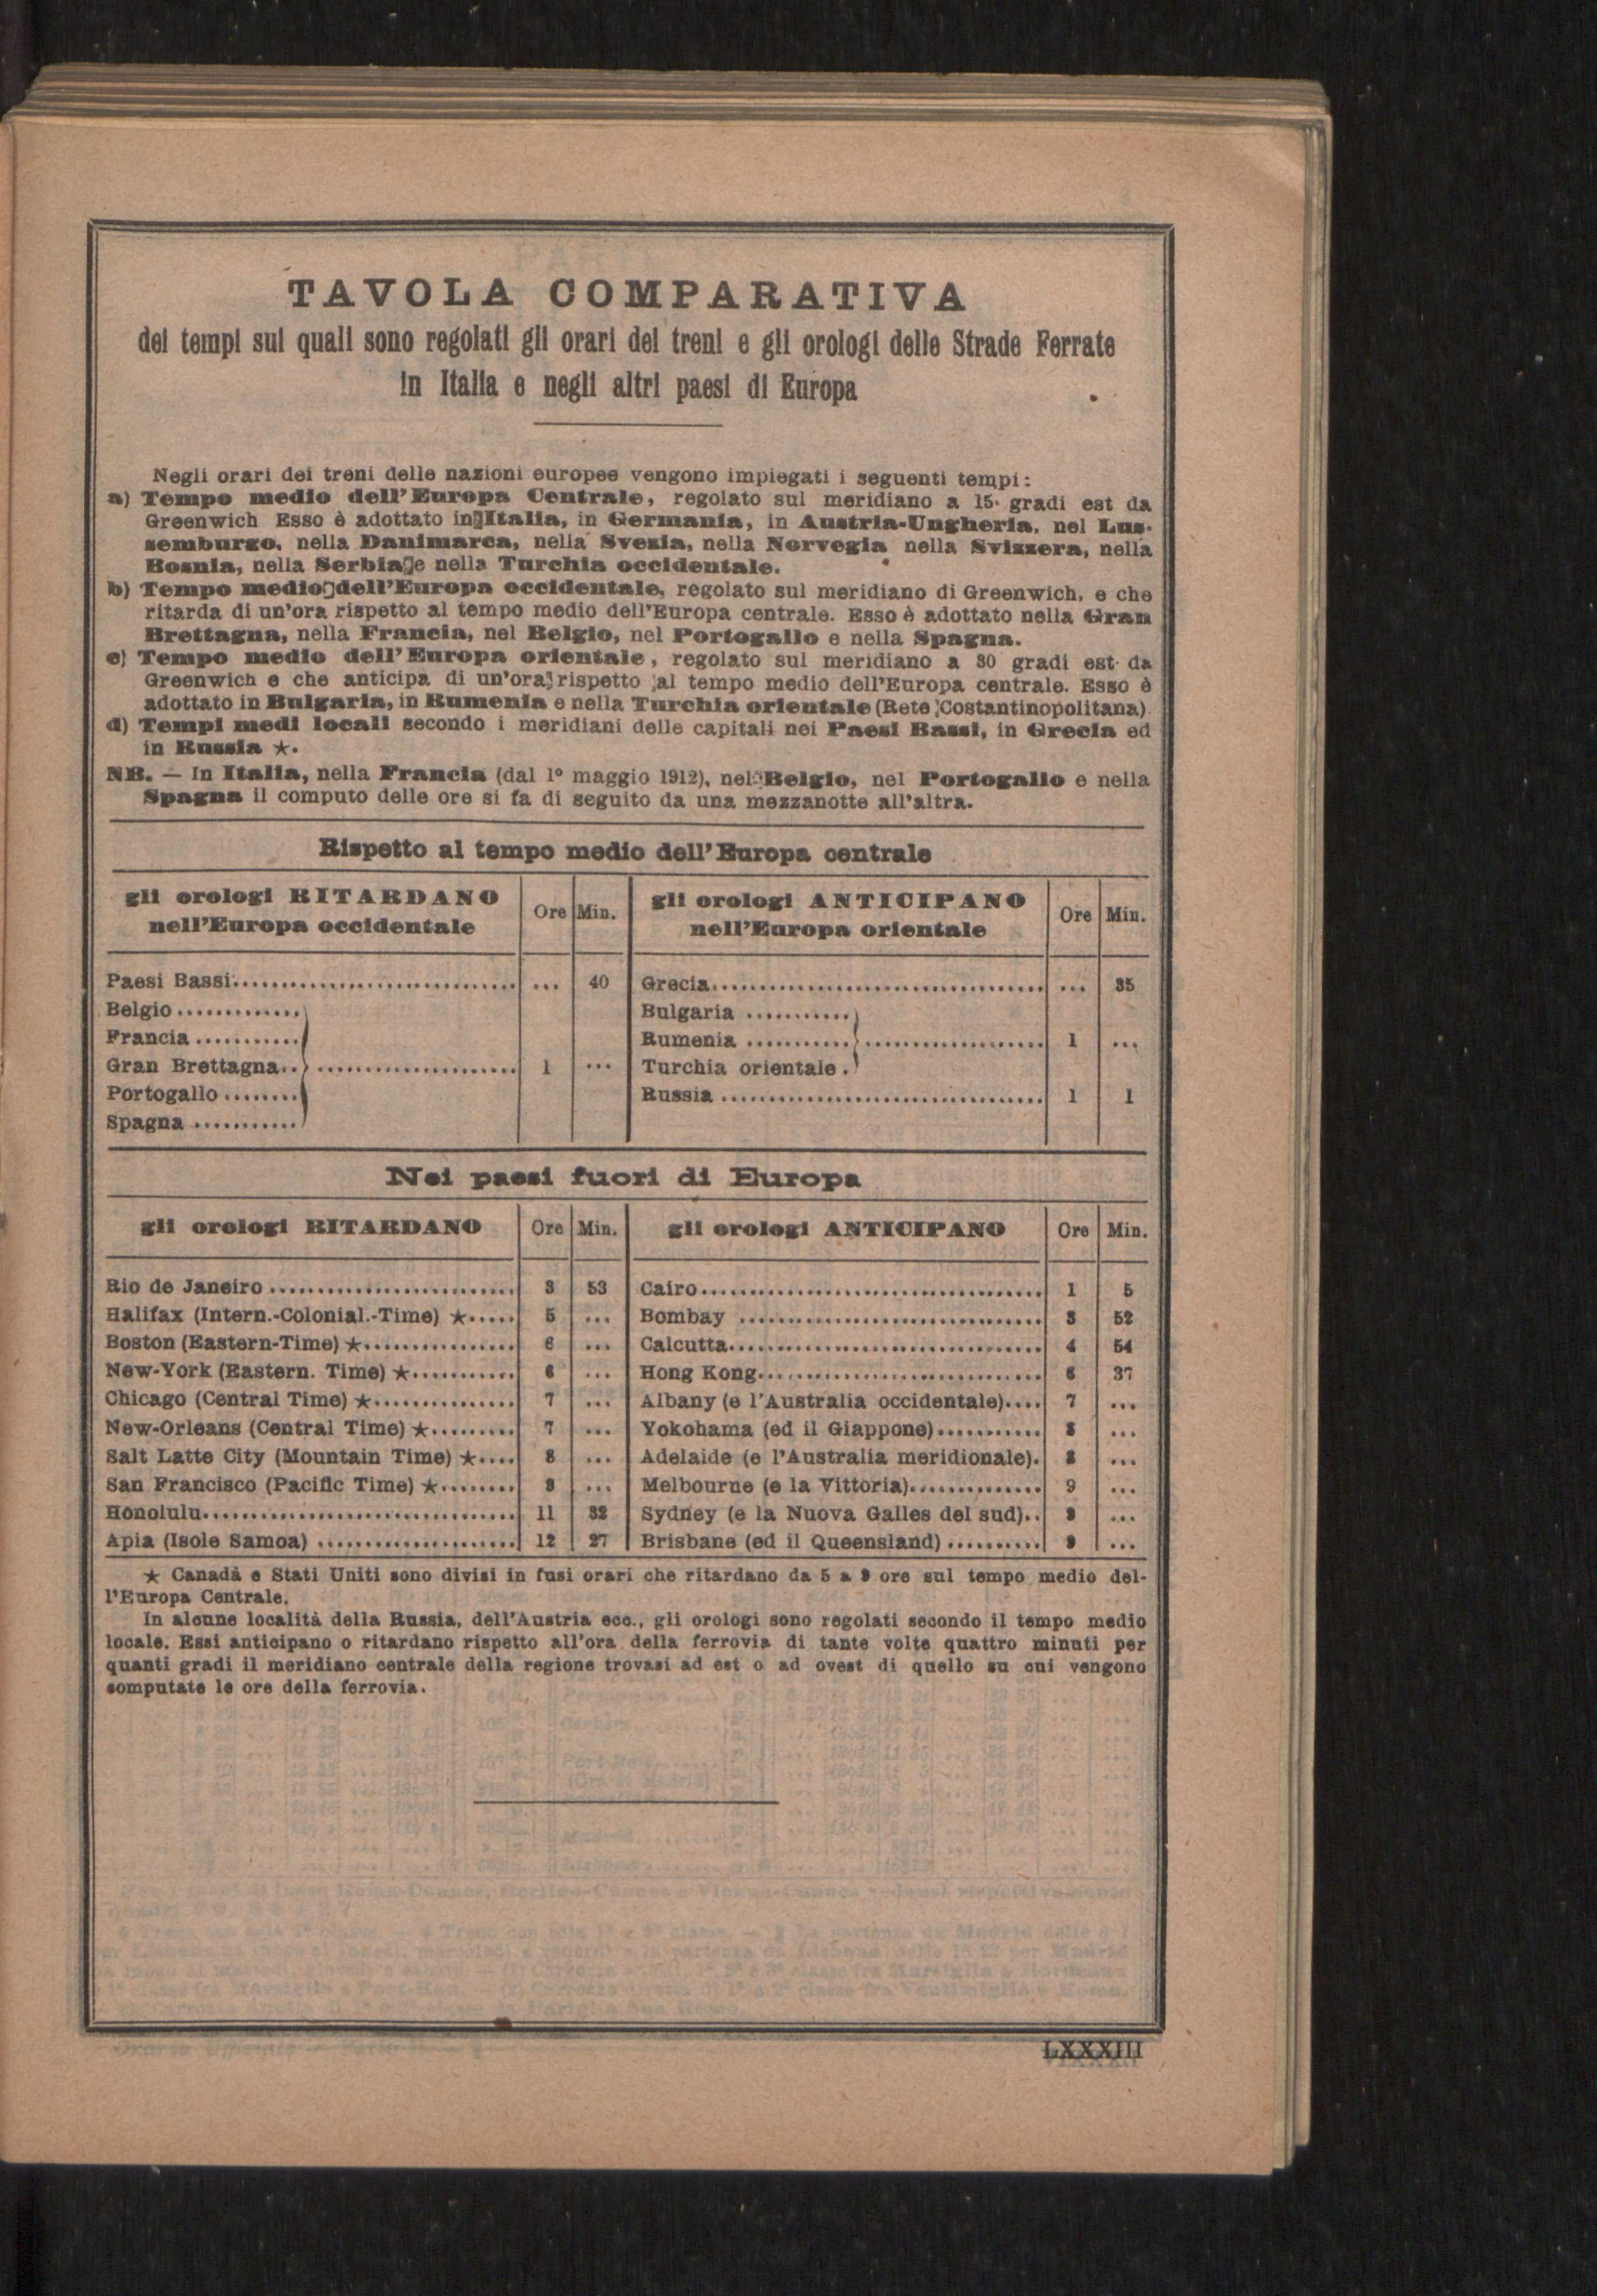 TAVOLA COMPARATIVA
dei tempi sui quali sono regolati gli orari dei treni e gli orologi delle Strade Ferrate
in Italia e negli altri paesi di Europa
Negli orari dei treni delle nazioni europee vengono impiegati i seguenti tempi:
a) Tempo medio dell'Europa Centrale, regolato sul meridiano a 15· gradi est da
Greenwich Esso è adottato in Italia, in Germania, in Austria-Ungheria, nel Lus-
semburgo, nella Danimarca, nella Svezia, nella Norvegia nella Svizzera, nella
Bosnia, nella Serbia e nella Turchia occidentale.
b) Tempo medio dell'Europa occidentale, regolato sul meridiano di Greenwich, e che
ritarda di un'ora rispetto al tempo medio dell'Europa centrale. Esso è adottato nella Gran
Brettagna, nella Francia, nel Belgio, nel Portogallo e nella Spagna.
c) Tempo medio dell'Europa orientale, regolato sul meridiano a 30 gradi est da
Greenwich e che anticipa di un'ora rispetto al tempo medio dell'Europa centrale. Esso è
adottato in Bulgaria, in Rumenia e nella Turchia orientale (Rete Costantinopolitana)
d) Tempi medi locali secondo i meridiani delle capitali nei Paesi Bassi, in Grecia ed
in Russia ★.
NB. — In Italia, nella Francia (dal 1º maggio 1912), nel Belgio, nel Portogallo e nella
Spagna il computo delle ore si fa di seguito da una mezzanotte all'altra.
Rispetto al tempo medio dell'Europa centrale
gli orologi RITARDANO nell'Europa occidentale Ore Min. gli orologi ANTICIPANO nell'Europa orientale Ore Min.
Paesi Bassi ... 40 Grecia ... 35
Belgio Bulgaria
Francia Rumenia 1 ...
Gran Brettagna 1 ... Turchia orientale
Portogallo Russia 1 1
Spagna
Nei paesi fuori di Europa
gli orologi RITARDANO Ore Min. gli orologi ANTICIPANO Ore Min.
Rio de Janeiro 3 53 Cairo 1 5
Halifax (Intern.-Colonial.-Time) ★ 5 ... Bombay 3 52
Boston (Eastern-Time) ★ 6 ... Calcutta 4 54
New-York (Eastern. Time) ★ 6 ... Hong Kong 6 37
Chicago (Central Time) ★ 7 ... Albany (e l'Australia occidentale) 7 ...
New-Orleans (Central Time) ★ 7 ... Yokohama (ed il Giappone) 8 ...
Salt Latte City (Mountain Time) ★ 8 ... Adelaide (e l'Australia meridionale). 8 ...
San Francisco (Pacific Time) ★ 9 ... Melbourne (e la Vittoria) 9 ...
Honolulu 11 32 Sydney (e la Nuova Galles del sud) 9 ...
Apia (Isole Samoa) 12 27 Brisbane (ed il Queensland) 9 ...
★ Canadà e Stati Uniti sono divisi in fusi orari che ritardano da 5 a 9 ore sul tempo medio del-
l'Europa Centrale.
In alcune località della Russia, dell'Austria ecc., gli orologi sono regolati secondo il tempo medio
locale. Essi anticipano o ritardano rispetto all'ora della ferrovia di tante volte quattro minuti per
quanti gradi il meridiano centrale della regione trovasi ad est o ad ovest di quello su cui vengono
computate le ore della ferrovia.
LXXXIII